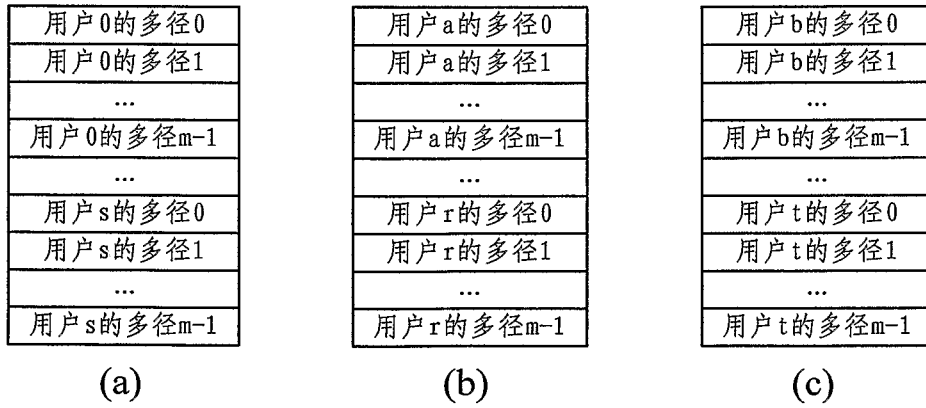 用户0的多径0
用户0的多径1
…
用户0的多径m-1
…
用户s的多径0
用户s的多径1
…
用户s的多径m-1
(a)
用户a的多径0
用户a的多径1
…
用户a的多径m-1
…
用户r的多径0
用户r的多径1
…
用户r的多径m-1
(b)
用户b的多径0
用户b的多径1
…
用户b的多径m-1
…
用户t的多径0
用户t的多径1
…
用户t的多径m-1
(c)